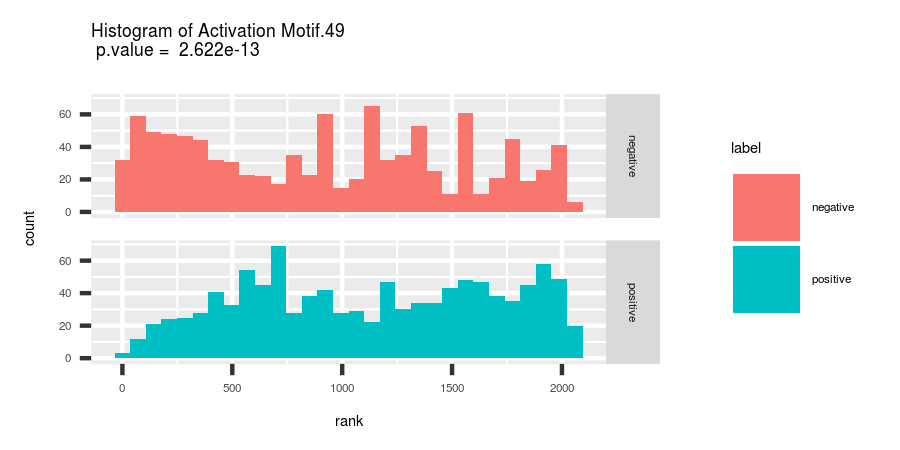 Histogram of Activation Motif.49
p.value = 2.622e-13
count
60
40
20
0
negative
60
40
20
0
positive
0 500 1000 1500 2000
rank
label
negative
positive